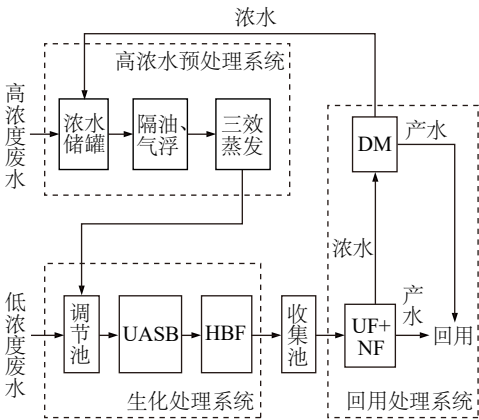 浓水
高浓水预处理系统
高浓度废水
浓水
储罐
隔油、
气浮
三效
蒸发
DM
产水
浓水
低浓度废水
调节池
UASB
HBF
收集池
UF+
NF
产水
回用
生化处理系统
回用处理系统